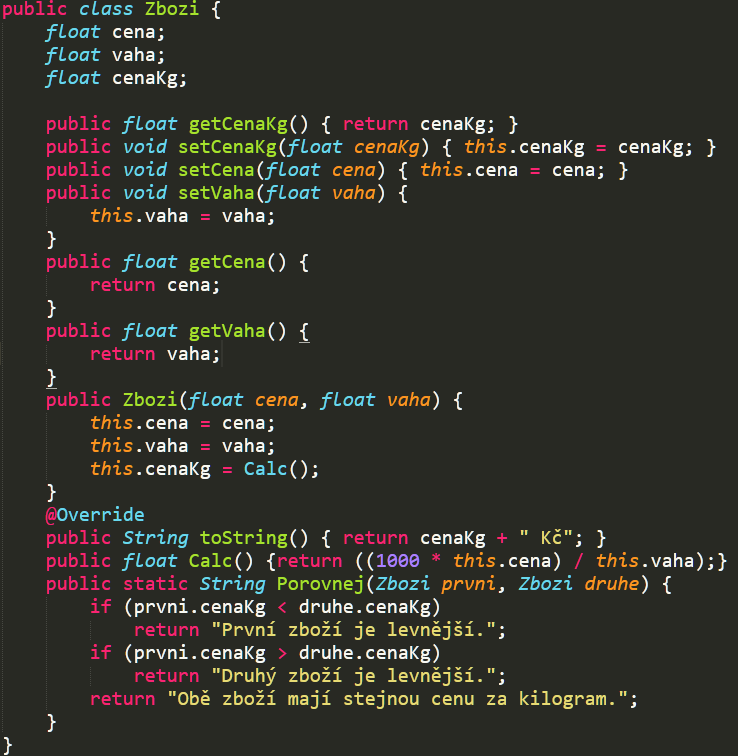 public class Zbozi {
    float cena;
    float vaha;
    float cenaKg;

    public float getCenaKg() { return cenaKg; }
    public void setCenaKg(float cenaKg) { this.cenaKg = cenaKg; }
    public void setCena(float cena) { this.cena = cena; }
    public void setVaha(float vaha) {
        this.vaha = vaha;
    }
    public float getCena() {
        return cena;
    }
    public float getVaha() {
        return vaha;
    }
    public Zbozi(float cena, float vaha) {
        this.cena = cena;
        this.vaha = vaha;
        this.cenaKg = Calc();
    }
    @Override
    public String toString() { return cenaKg + " Kč"; }
    public float Calc() {return ((1000 * this.cena) / this.vaha);}
    public static String Porovnej(Zbozi prvni, Zbozi druhe) {
        if (prvni.cenaKg < druhe.cenaKg)
            return "První zboží je levnější.";
        if (prvni.cenaKg > druhe.cenaKg)
            return "Druhý zboží je levnější.";
        return "Obě zboží mají stejnou cenu za kilogram.";
    }
}